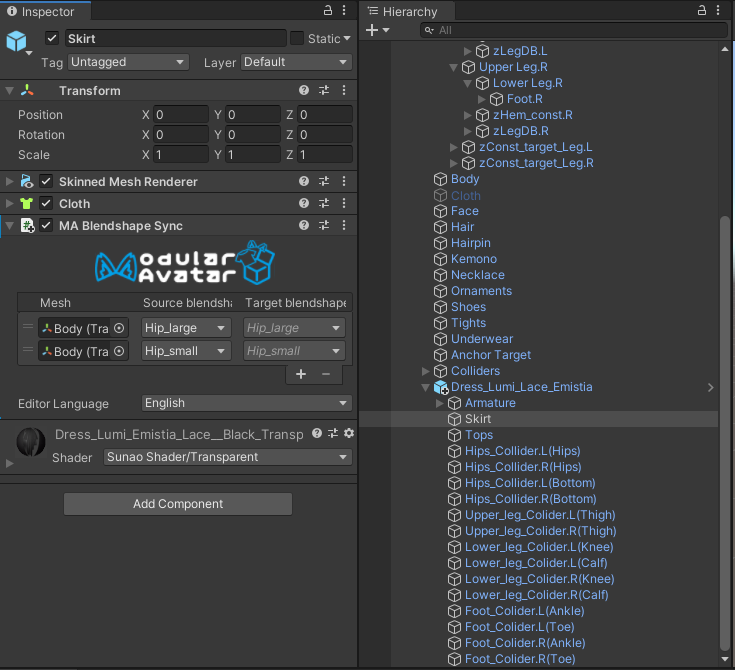 Inspector
Skirt
Static
Tag Untagged Layer Default
Transform
Position X 0 Y 0 Z 0
Rotation X 0 Y 0 Z 0
Scale X 1 Y 1 Z 1
Skinned Mesh Renderer
Cloth
MA Blendshape Sync
Modular
Avatar
Mesh Source blendsha Target blendshape
Body (Tra Hip_large Hip_large
Body (Tra Hip_small Hip_small
+ −
Editor Language English
Dress_Lumi_Emistia_Lace__Black_Transp
Shader Sunao Shader/Transparent
Add Component
Hierarchy
All
zLegDB.L
Upper Leg.R
Lower Leg.R
Foot.R
zHem_const.R
zLegDB.R
zConst_target_Leg.L
zConst_target_Leg.R
Body
Cloth
Face
Hair
Hairpin
Kemono
Necklace
Ornaments
Shoes
Tights
Underwear
Anchor Target
Colliders
Dress_Lumi_Lace_Emistia
Armature
Skirt
Tops
Hips_Collider.L(Hips)
Hips_Collider.R(Hips)
Hips_Collider.L(Bottom)
Hips_Collider.R(Bottom)
Upper_leg_Colider.L(Thigh)
Upper_leg_Colider.R(Thigh)
Lower_leg_Colider.L(Knee)
Lower_leg_Colider.L(Calf)
Lower_leg_Colider.R(Knee)
Lower_leg_Colider.R(Calf)
Foot_Colider.L(Ankle)
Foot_Colider.L(Toe)
Foot_Colider.R(Ankle)
Foot_Colider.R(Toe)